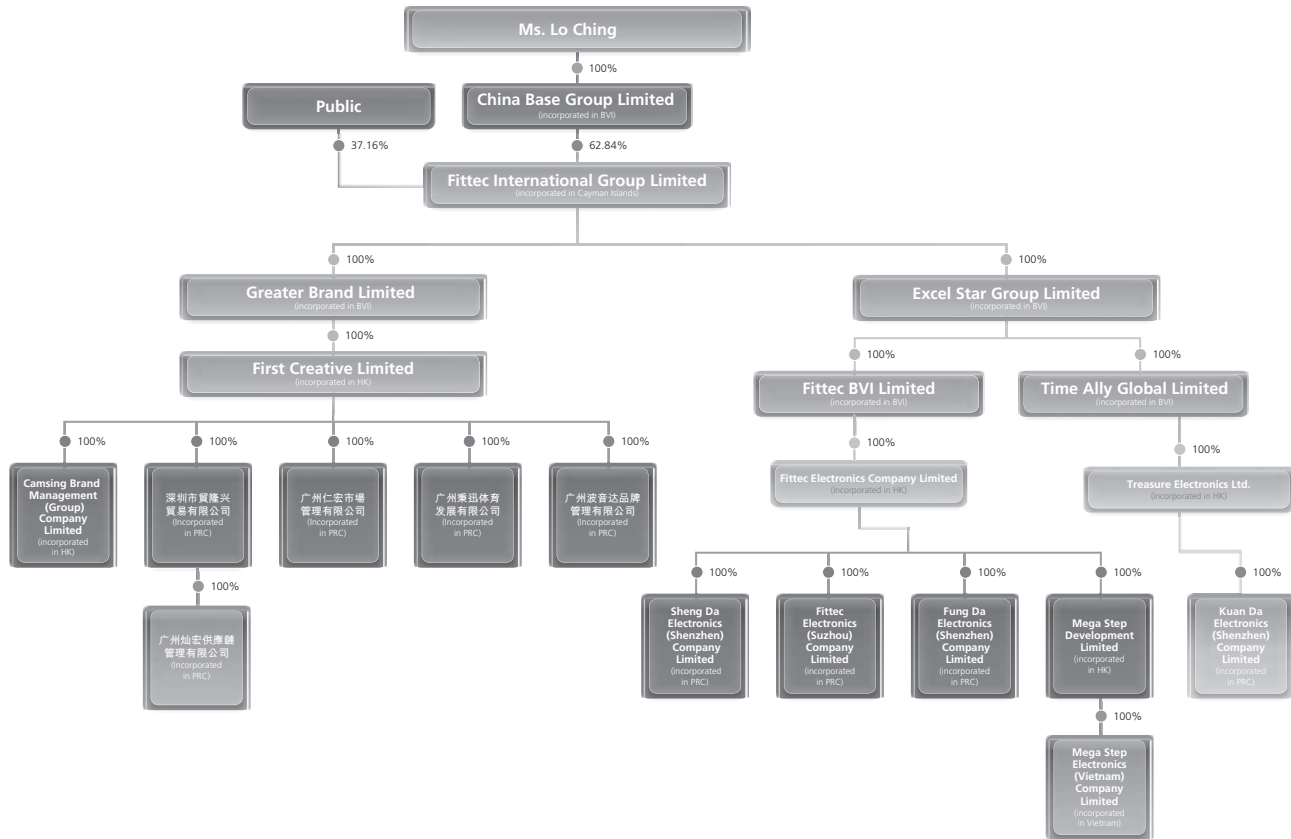 Ms. Lo Ching
100%
Public
China Base Group Limited
(incorporated in BVI)
37.16%
62.84%
Fittec International Group Limited
(incorporated in Cayman Islands)
100%
100%
Greater Brand Limited
(incorporated in BVI)
Excel Star Group Limited
(incorporated in BVI)
100%
First Creative Limited
(incorporated in HK)
100%
100%
Fittec BVI Limited
(incorporated in BVI)
Time Ally Global Limited
(incorporated in BVI)
100%
100%
100%
100%
100%
100%
100%
Camsing Brand
Management
(Group)
Company
Limited
(incorporated
in HK)
深圳市貿隆兴
貿易有限公司
(Incorporated
in PRC)
广州仁宏市場
管理有限公司
(Incorporated
in PRC)
广州秉迅体育
发展有限公司
(Incorporated
in PRC)
广州波音达品牌
管理有限公司
(Incorporated
in PRC)
Fittec Electronics Company Limited
(incorporated in HK)
Treasure Electronics Ltd.
(incorporated in HK)
100%
广州灿宏供應鏈
管理有限公司
(Incorporated
in PRC)
100%
100%
100%
100%
100%
Sheng Da
Electronics
(Shenzhen)
Company
Limited
(incorporated
in PRC)
Fittec
Electronics
(Suzhou)
Company
Limited
(incorporated
in PRC)
Fung Da
Electronics
(Shenzhen)
Company
Limited
(incorporated
in PRC)
Mega Step
Development
Limited
(incorporated
in HK)
Kuan Da
Electronics
(Shenzhen)
Company
Limited
(incorporated
in PRC)
100%
Mega Step
Electronics
(Vietnam)
Company
Limited
(incorporated
in Vietnam)